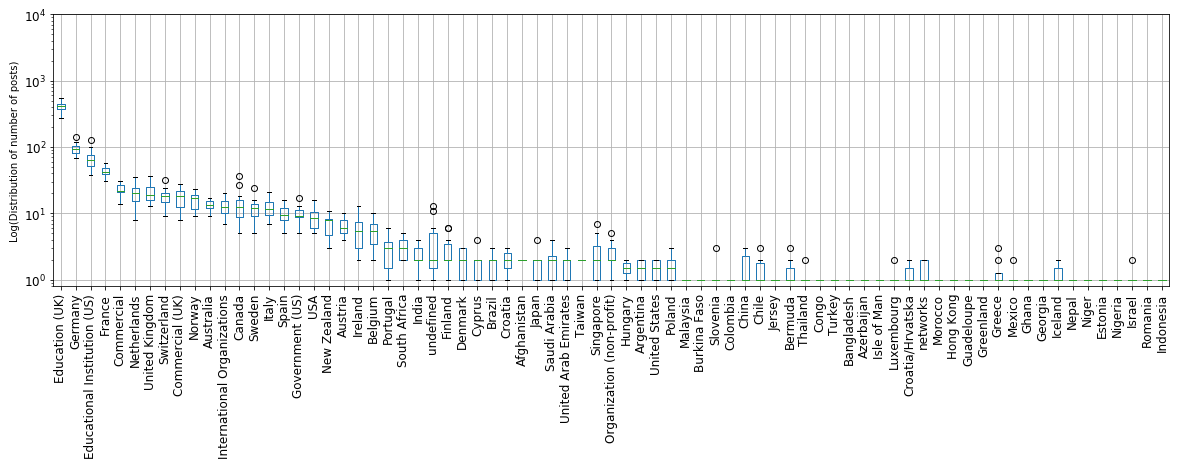 Log(Distribution of number of posts)
10⁴
10³
10²
10¹
10⁰
Education (UK)
Germany
Educational Instiution (US)
France
Commercial
Netherlands
United Kingdom
Switzerland
Commercial (UK)
Norway
Australia
International Organizations
Canada
Sweden
Italy
Spain
Government (US)
USA
New Zealand
Austria
Ireland
Belgium
Portugal
South Africa
India
undefined
Finland
Denmark
Cyprus
Brazil
Croatia
Afghanistan
Japan
Saudi Arabia
United Arab Emirates
Taiwan
Singapore
Organization (non-profit)
Hungary
Argentina
United States
Poland
Malaysia
Burkina Faso
Slovenia
Colombia
China
Chile
Jersey
Bermuda
Thailand
Congo
Turkey
Bangladesh
Azerbaijan
Isle of Man
Luxembourg
Croatia/Hrvatska
networks
Morocco
Hong Kong
Guadeloupe
Greenland
Greece
Mexico
Ghana
Georgia
Iceland
Nepal
Niger
Estonia
Nigeria
Israel
Romania
Indonesia